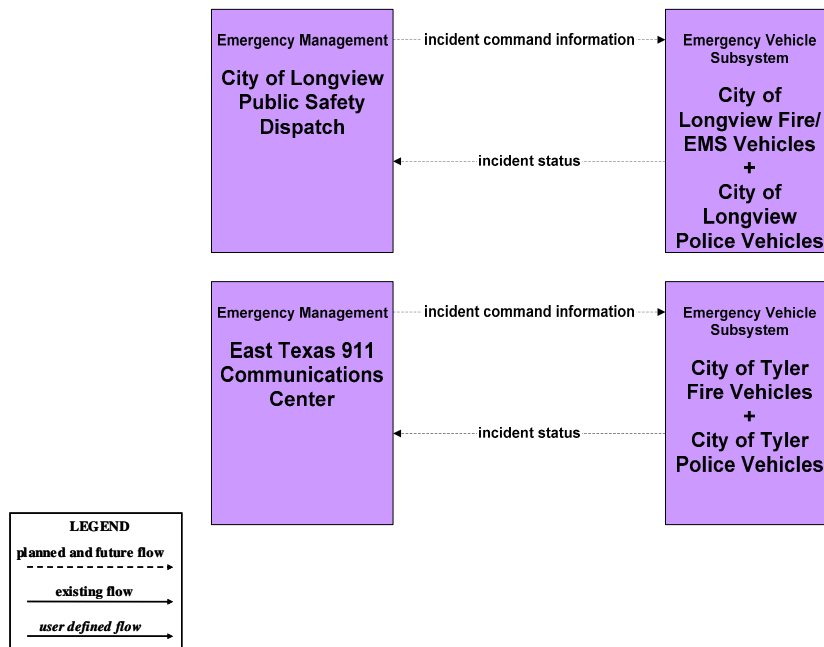 Emergency Management
City of Longview
Public Safety
Dispatch
incident command information
incident status
Emergency Vehicle
Subsystem
City of
Longview Fire/
EMS Vehicles
+
City of
Longview
Police Vehicles
Emergency Management
East Texas 911
Communications
Center
incident command information
incident status
Emergency Vehicle
Subsystem
City of Tyler
Fire Vehicles
+
City of Tyler
Police Vehicles
LEGEND
planned and future flow
existing flow
user defined flow